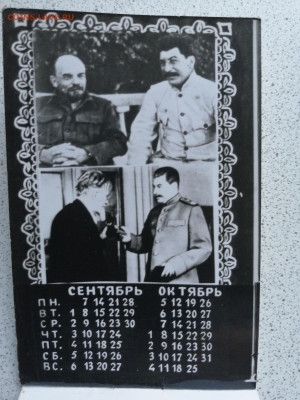 СЕНТЯБРЬ ОКТЯБРЬ
ПН. 7 14 21 28 5 12 19 26
ВТ. 1 8 15 22 29 6 13 20 27
СР. 2 9 16 23 30 7 14 21 28
ЧТ. 3 10 17 24 1 8 15 22 29
ПТ. 4 11 18 25 2 9 16 23 30
СБ. 5 12 19 26 3 10 17 24 31
ВС. 6 13 20 27 4 11 18 25